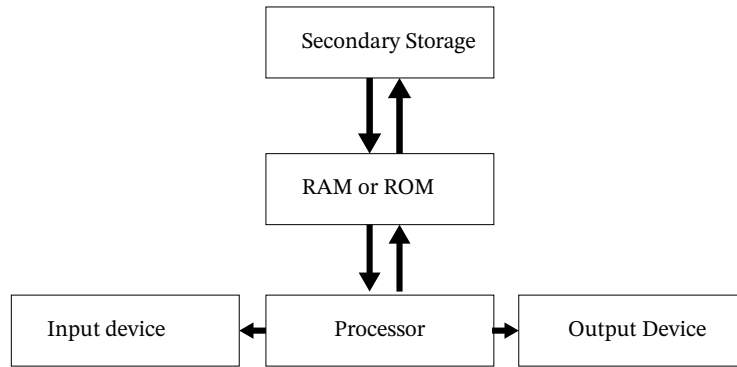 Secondary Storage
RAM or ROM
Input device
Processor
Output Device